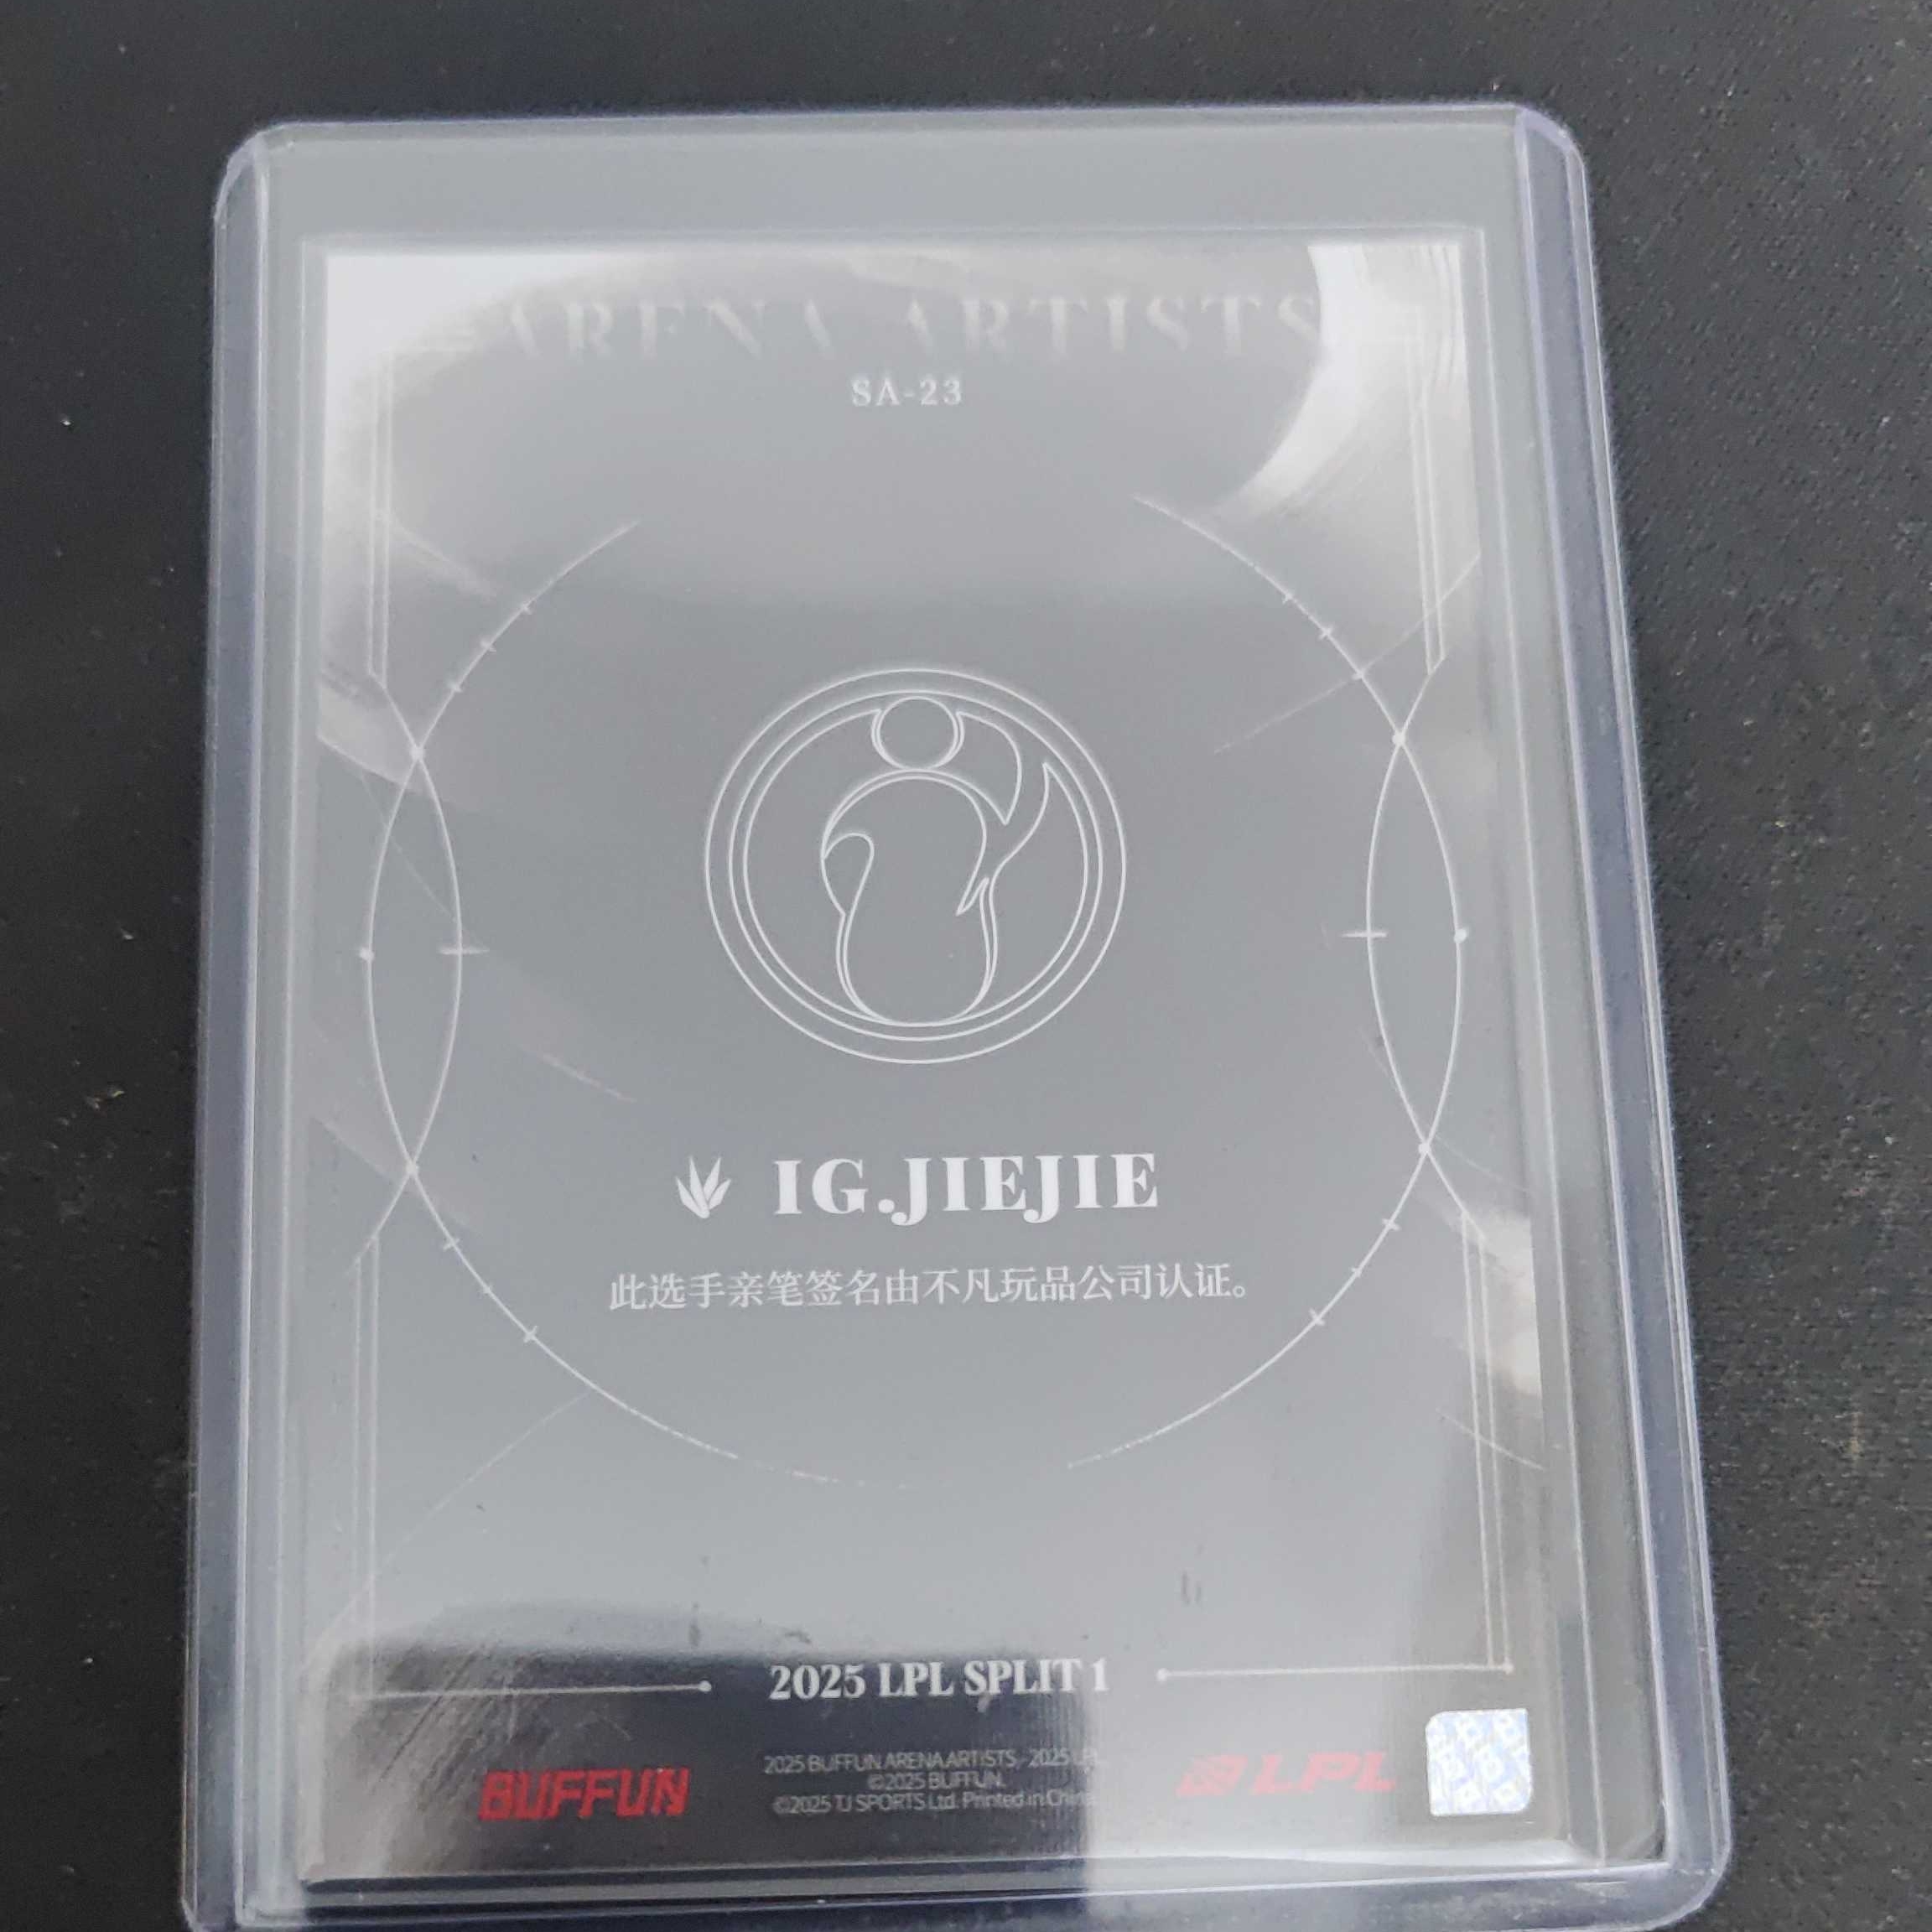 ARENA ARTISTS
SA-23
IG.JIEJIE
此选手亲笔签名由不凡玩品公司认证。
2025 LPL SPLIT 1
BUFFUN
2025 BUFFUN ARENA ARTISTS - 2025 LPL
©2025 BUFFUN.
©2025 TJ SPORTS Ltd. Printed in China
LPL